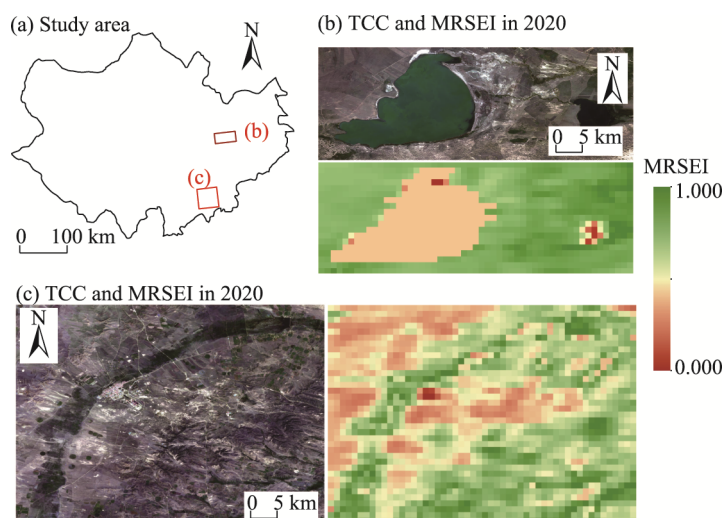 (a) Study area
N
(b)
(c)
0 100 km
(b) TCC and MRSEI in 2020
N
0 5 km
MRSEI
1.000
0.000
(c) TCC and MRSEI in 2020
N
0 5 km